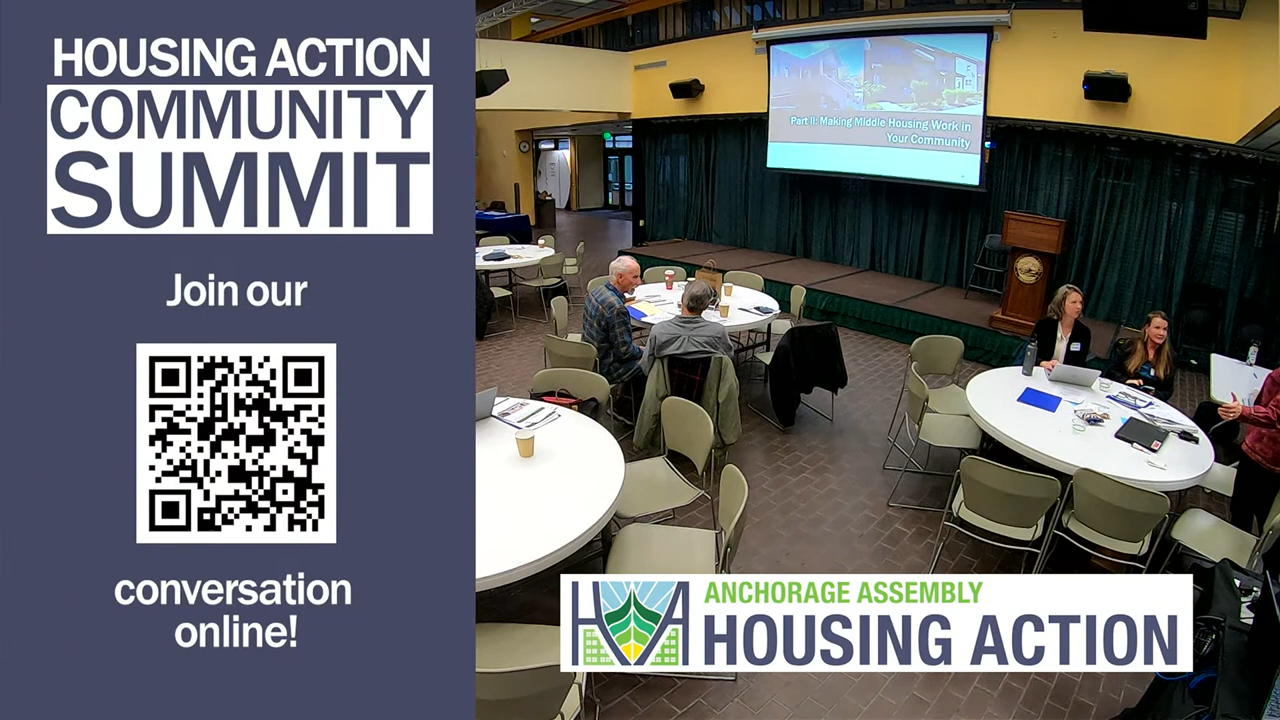 HOUSING ACTION
COMMUNITY
SUMMIT
Join our
conversation
online!
Part II: Making Middle Housing Work in
Your Community
HA
ANCHORAGE ASSEMBLY
HOUSING ACTION